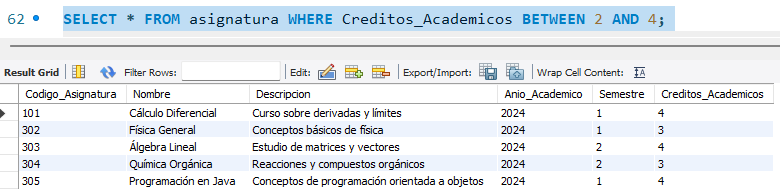 62 SELECT * FROM asignatura WHERE Creditos_Academicos BETWEEN 2 AND 4;
Result Grid Filter Rows: Edit: Export/Import: Wrap Cell Content:
Codigo_Asignatura Nombre Descripcion Anio_Academico Semestre Creditos_Academicos
101 Cálculo Diferencial Curso sobre derivadas y límites 2024 1 4
302 Física General Conceptos básicos de física 2024 1 3
303 Álgebra Lineal Estudio de matrices y vectores 2024 2 4
304 Química Orgánica Reacciones y compuestos orgánicos 2024 2 3
305 Programación en Java Conceptos de programación orientada a objetos 2024 1 4